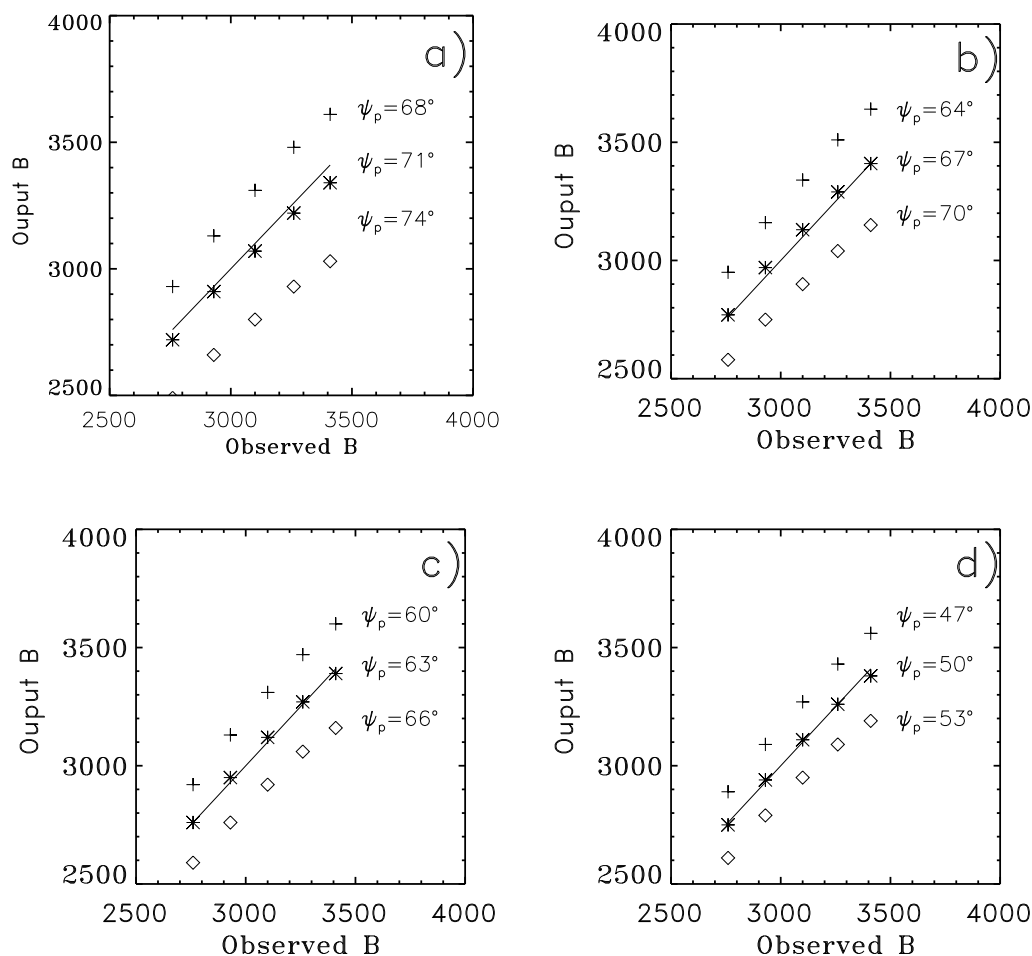 a)
4000
3500
3000
2500
Ouput B
ψp=68°
ψp=71°
ψp=74°
2500 3000 3500 4000
Observed B
b)
4000
3500
3000
2500
Ouput B
ψp=64°
ψp=67°
ψp=70°
2500 3000 3500 4000
Observed B
c)
4000
3500
3000
2500
Ouput B
ψp=60°
ψp=63°
ψp=66°
2500 3000 3500 4000
Observed B
d)
4000
3500
3000
2500
Ouput B
ψp=47°
ψp=50°
ψp=53°
2500 3000 3500 4000
Observed B